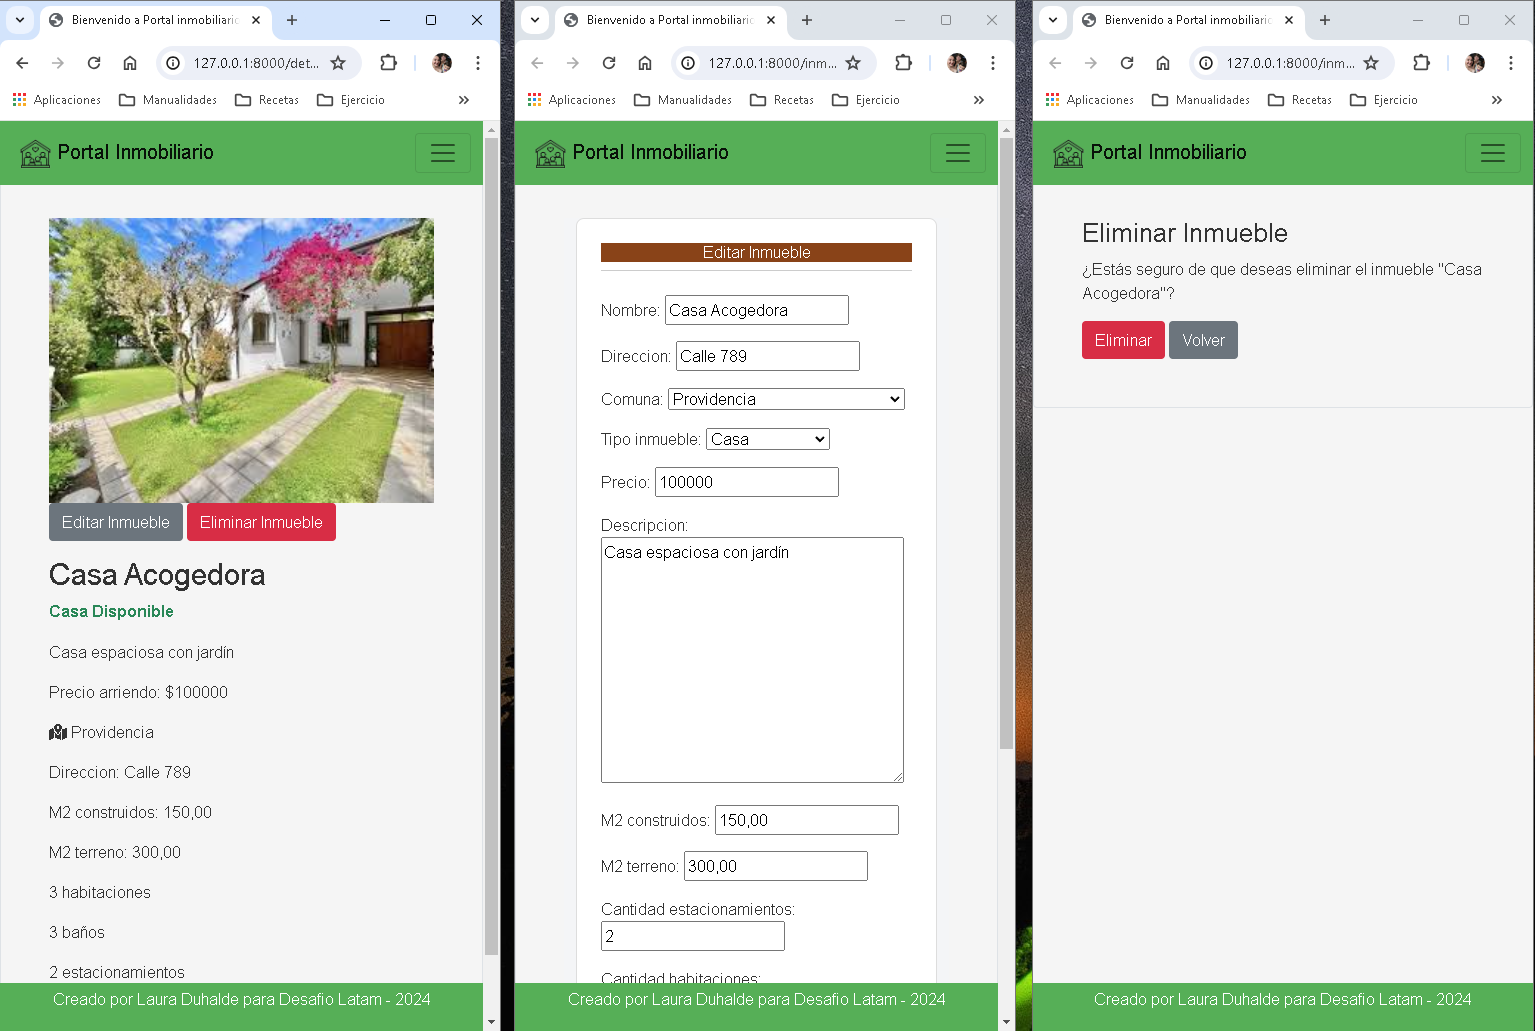 Bienvenido a Portal inmobiliario
127.0.0.1:8000/det...
Aplicaciones
Manualidades
Recetas
Ejercicio
Portal Inmobiliario
Editar Inmueble
Eliminar Inmueble
Casa Acogedora
Casa Disponible
Casa espaciosa con jardín
Precio arriendo: $100000
Providencia
Direccion: Calle 789
M2 construidos: 150,00
M2 terreno: 300,00
3 habitaciones
3 baños
2 estacionamientos
Creado por Laura Duhalde para Desafio Latam - 2024
Bienvenido a Portal inmobiliario
127.0.0.1:8000/inm...
Aplicaciones
Manualidades
Recetas
Ejercicio
Portal Inmobiliario
Editar Inmueble
Nombre: Casa Acogedora
Direccion: Calle 789
Comuna: Providencia
Tipo inmueble: Casa
Precio: 100000
Descripcion:
Casa espaciosa con jardín
M2 construidos: 150,00
M2 terreno: 300,00
Cantidad estacionamientos:
2
Cantidad habitaciones:
Creado por Laura Duhalde para Desafio Latam - 2024
Bienvenido a Portal inmobiliario
127.0.0.1:8000/inm...
Aplicaciones
Manualidades
Recetas
Ejercicio
Portal Inmobiliario
Eliminar Inmueble
¿Estás seguro de que deseas eliminar el inmueble "Casa
Acogedora"?
Eliminar
Volver
Creado por Laura Duhalde para Desafio Latam - 2024